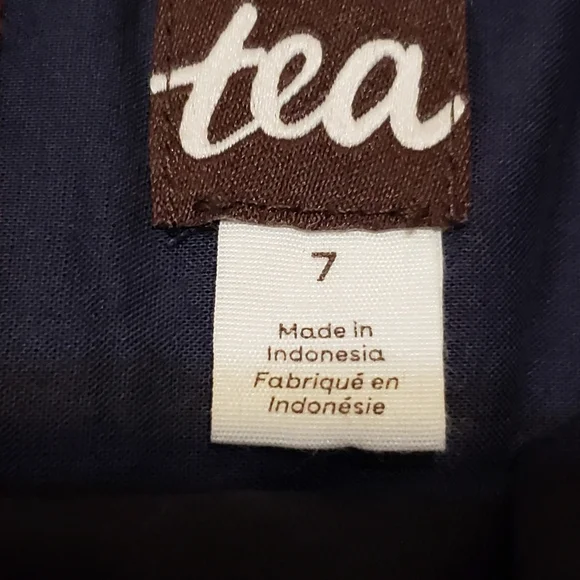 tea
7
Made in
Indonesia
Fabriqué en
Indonésie